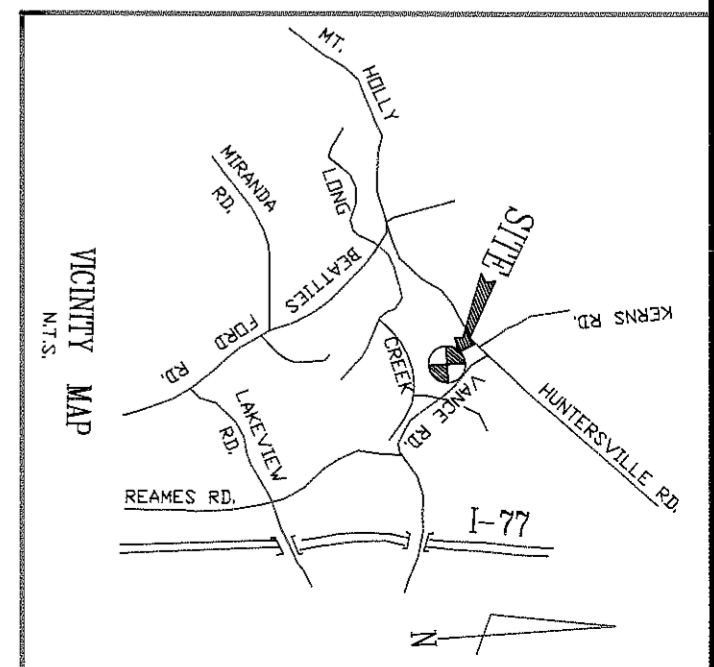 MT.
HOLLY
MIRANDA
RD.
LONG
SITE
BEATTIES
FORD
RD.
KERNS RD.
CREEK
VANCE RD.
HUNTERSVILLE RD.
LAKEVIEW
RD.
REAMES RD.
I-77
N
VICINITY MAP
N.T.S.